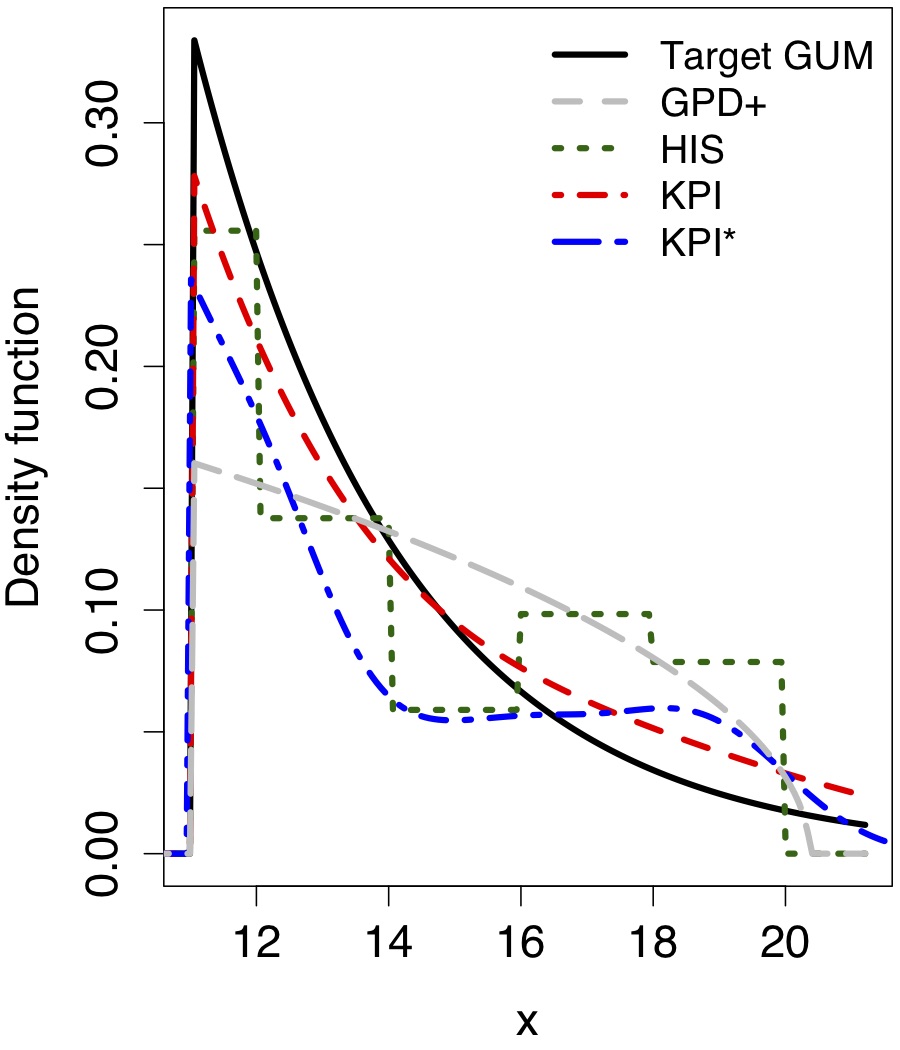 Target GUM
GPD+
HIS
KPI
KPI*
Density function
0.30
0.20
0.10
0.00
12 14 16 18 20
x